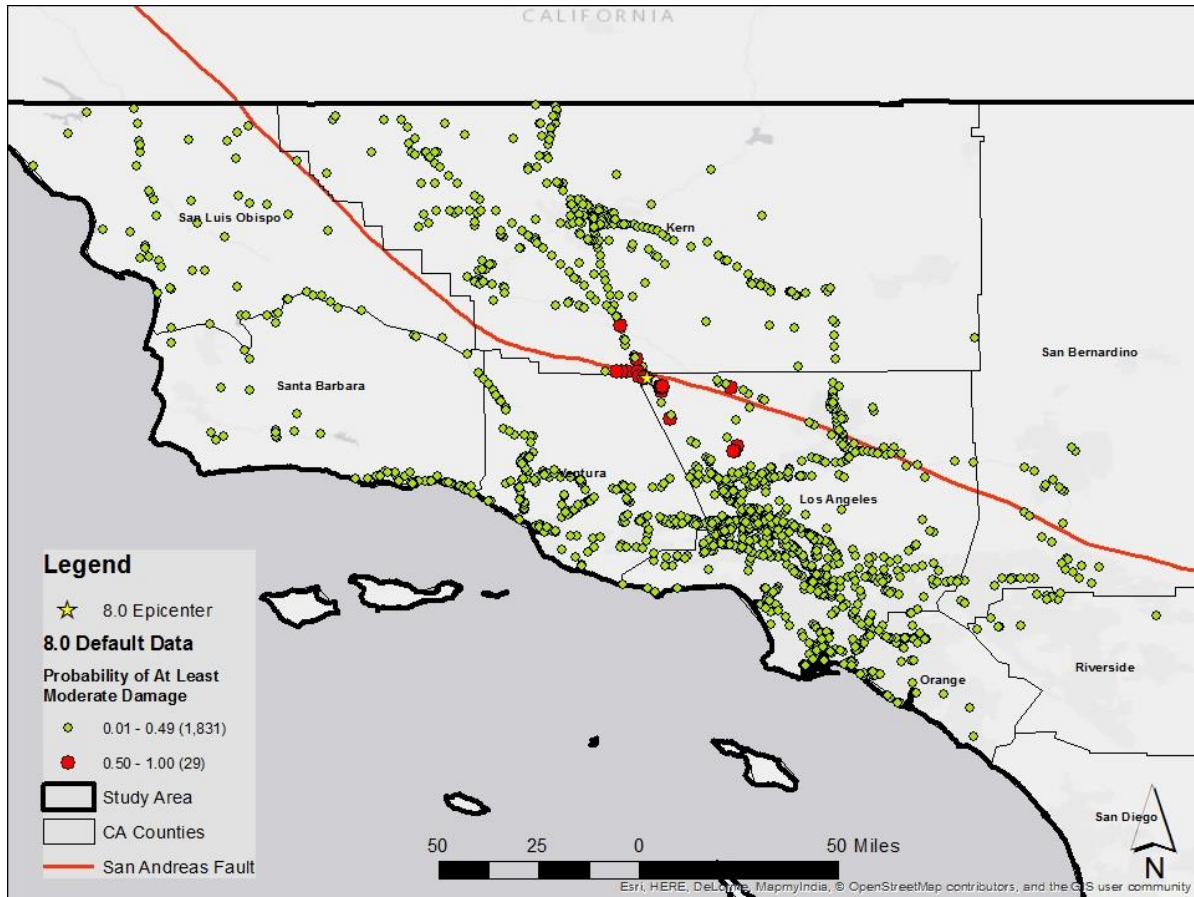 CALIFORNIA
San Luis Obispo
Kern
San Bernardino
Santa Barbara
Ventura
Los Angeles
Riverside
Orange
San Diego
Legend
8.0 Epicenter
8.0 Default Data
Probability of At Least
Moderate Damage
0.01 - 0.49 (1,831)
0.50 - 1.00 (29)
Study Area
CA Counties
San Andreas Fault
50 25 0 50 Miles
N
Esri, HERE, DeLorme, MapmyIndia, © OpenStreetMap contributors, and the GIS user community